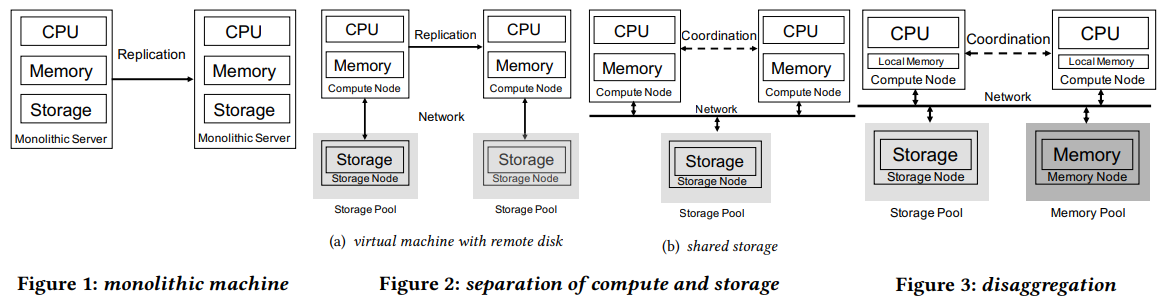 CPU
Memory
Storage
Monolithic Server
Replication
CPU
Memory
Storage
Monolithic Server
Figure 1: monolithic machine
CPU
Memory
Compute Node
Replication
CPU
Memory
Compute Node
Network
Storage
Storage Node
Storage Pool
Storage
Storage Node
Storage Pool
(a) virtual machine with remote disk
CPU
Memory
Compute Node
Coordination
CPU
Memory
Compute Node
Network
Storage
Storage Node
Storage Pool
(b) shared storage
Figure 2: separation of compute and storage
CPU
Local Memory
Compute Node
Coordination
CPU
Local Memory
Compute Node
Network
Storage
Storage Node
Storage Pool
Memory
Memory Node
Memory Pool
Figure 3: disaggregation